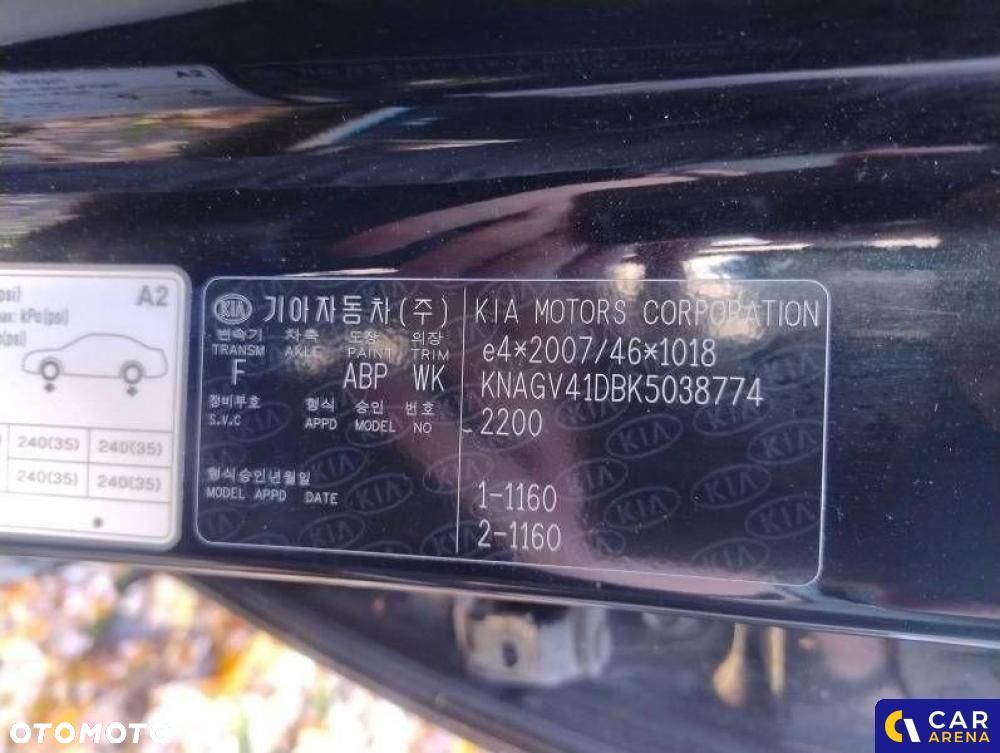 A2
psi)
A2
max: kPa(psi)
(psi)
240(35) 240(35)
240(35) 240(35)
KIA 기아자동차(주)
변속기 차축 도장 의장
TRANSM AXLE PAINT TRIM
F ABP WK
정비부호 형식 승인 번호
S.V.C APPD MODEL NO
형식승인년월일
MODEL APPD DATE
KIA MOTORS CORPORATION
e4*2007/46*1018
KNAGV41DBK5038774
2200
1-1160
2-1160
OTOMOTO
CAR
ARENA